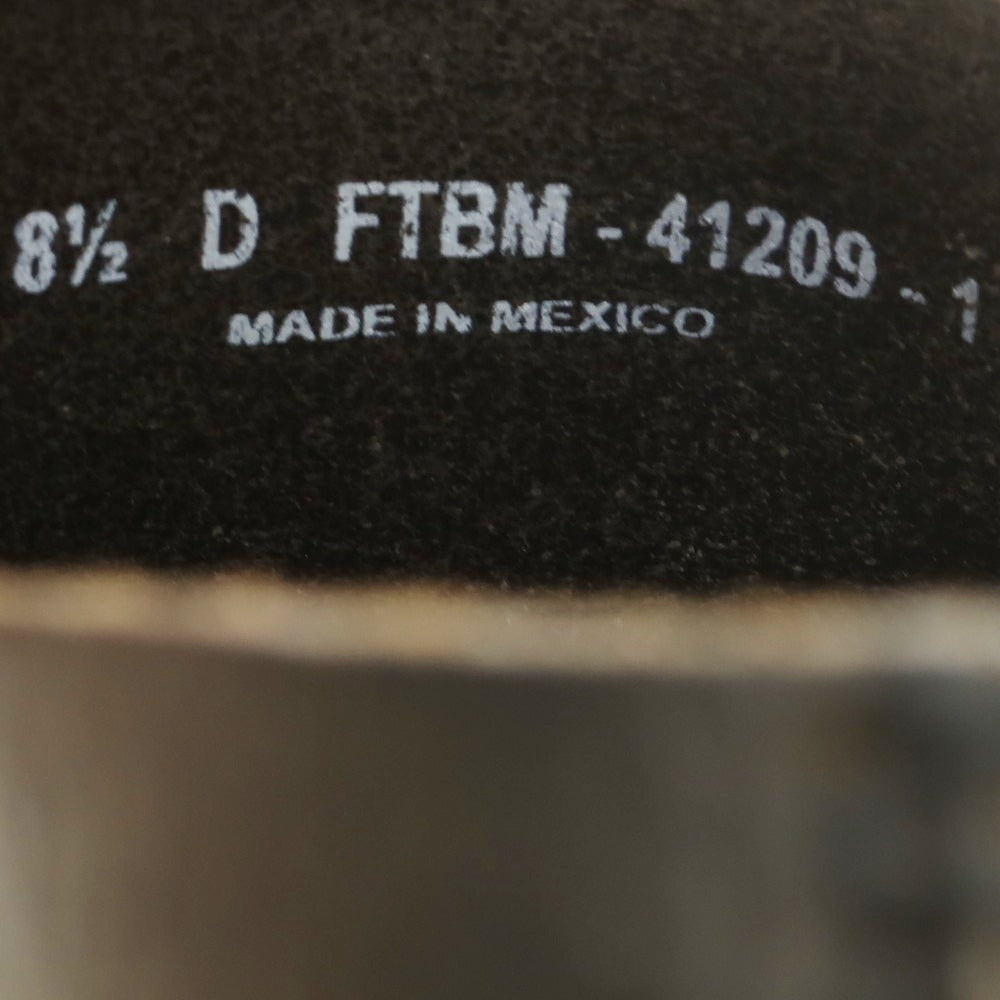 8½ D FTBM - 41209 - 1
MADE IN MEXICO